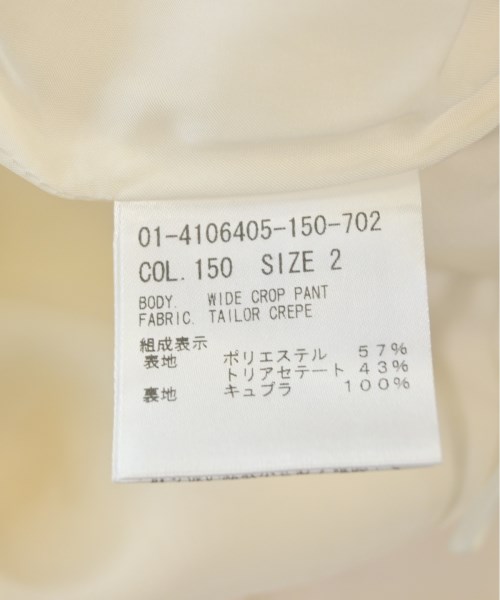 01-4106405-150-702
COL.150 SIZE 2
BODY. WIDE CROP PANT
FABRIC. TAILOR CREPE
組成表示
表地 ポリエステル 57%
トリアセテート 43%
裏地 キュプラ 100%